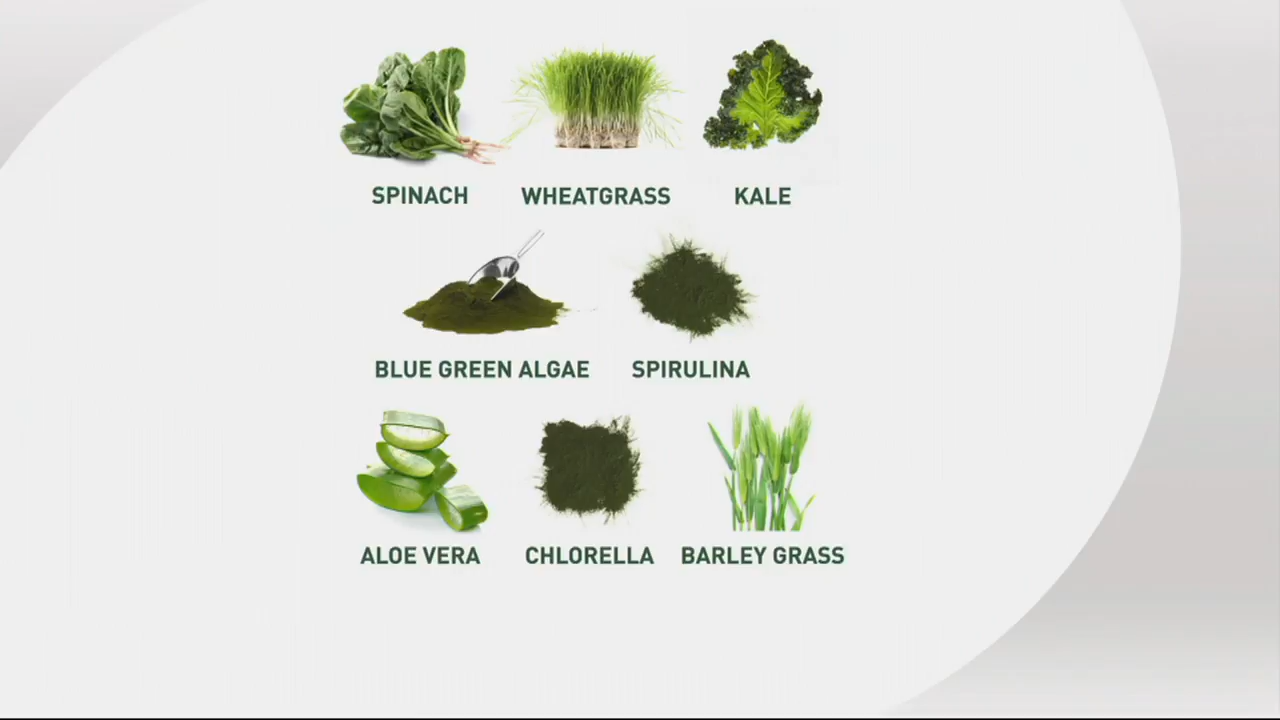 SPINACH
WHEATGRASS
KALE
BLUE GREEN ALGAE
SPIRULINA
ALOE VERA
CHLORELLA
BARLEY GRASS